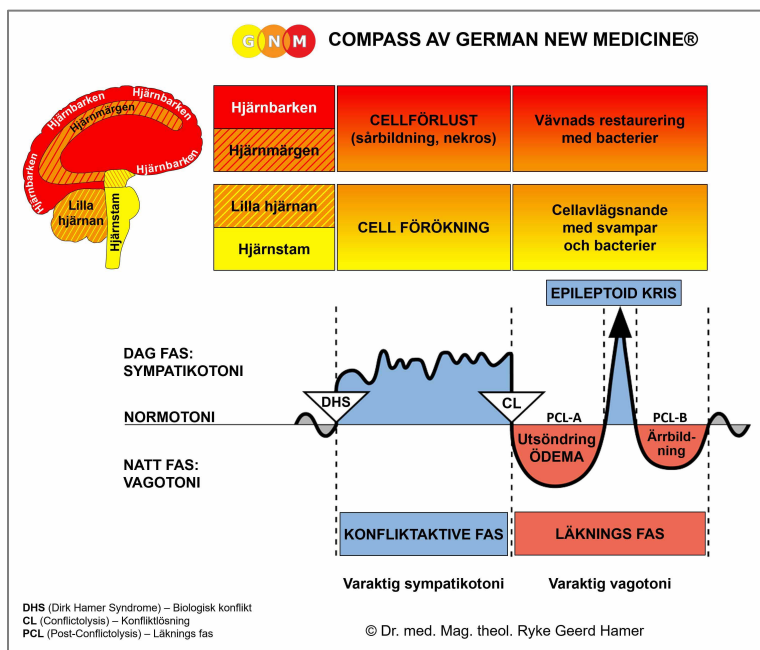 G N M
COMPASS AV GERMAN NEW MEDICINE®
Hjärnbarken
Hjärnbarken
Hjärnbarken
Hjärnmärgen
Hjärnbarken
Hjärnbarken
Lilla
hjärnan
Hjärnstam
Hjärnbarken
Hjärnmärgen
CELLFÖRLUST
(sårbildning, nekros)
Vävnads restaurering
med bacterier
Lilla hjärnan
Hjärnstam
CELL FÖRÖKNING
Cellavlägsnande
med svampar
och bacterier
EPILEPTOID KRIS
DAG FAS:
SYMPATIKOTONI
DHS
CL
NORMOTONI
PCL-A
PCL-B
Utsöndring
ÖDEMA
Ärrbild-
ning
NATT FAS:
VAGOTONI
KONFLIKTAKTIVE FAS
LÄKNINGS FAS
Varaktig sympatikotoni
Varaktig vagotoni
DHS (Dirk Hamer Syndrome) – Biologisk konflikt
CL (Conflictolysis) – Konfliktlösning
PCL (Post-Conflictolysis) – Läknings fas
© Dr. med. Mag. theol. Ryke Geerd Hamer